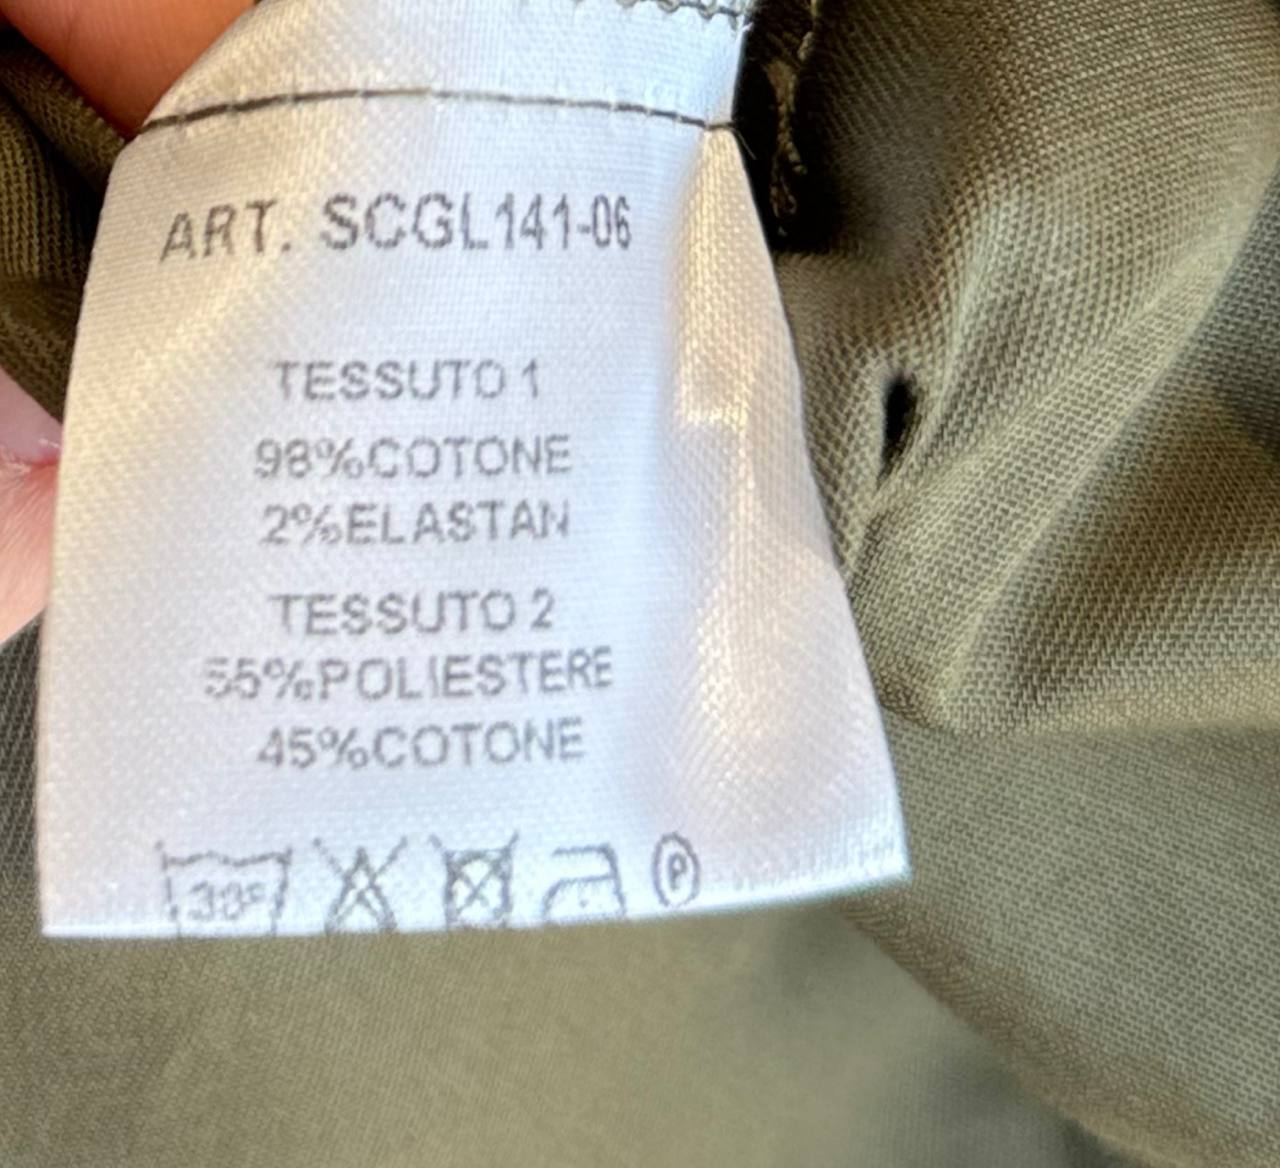 ART. SCGL141-06
TESSUTO 1
98%COTONE
2%ELASTAN
TESSUTO 2
55%POLIESTERE
45%COTONE
30° P